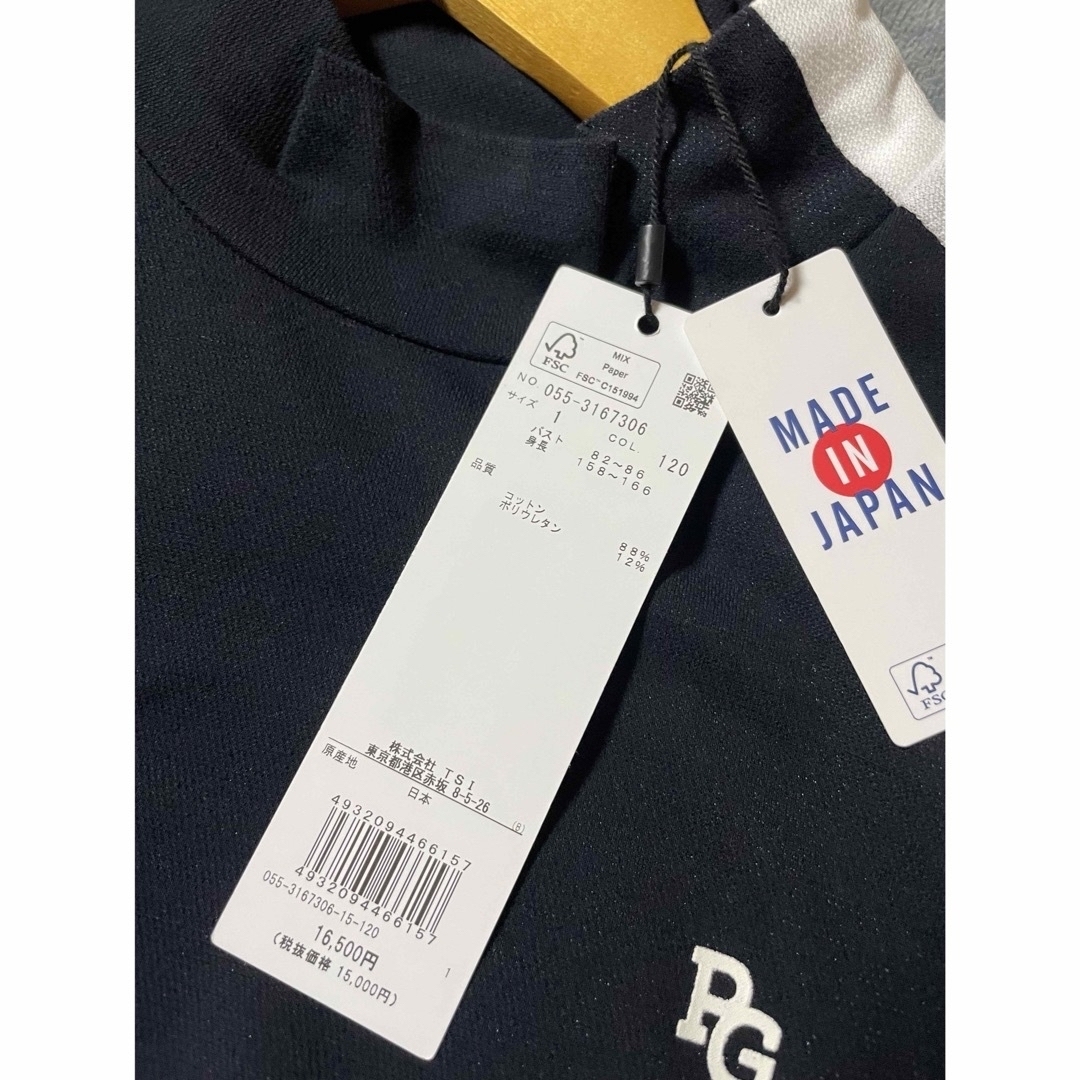 FSC
MIX
Paper
FSC™ C151994
NO. 055-3167306
サイズ 1 COL. 120
バスト 82～86
身長 158～166
品質
コットン 88%
ポリウレタン 12%
株式会社 TSI
東京都港区赤坂 8-5-26
(8)
原産地 日本
4932094466157
4932094466157
055-3167306-15-120
16,500円
(税抜価格 15,000円)
1
MADE
IN
JAPAN
FSC
PG